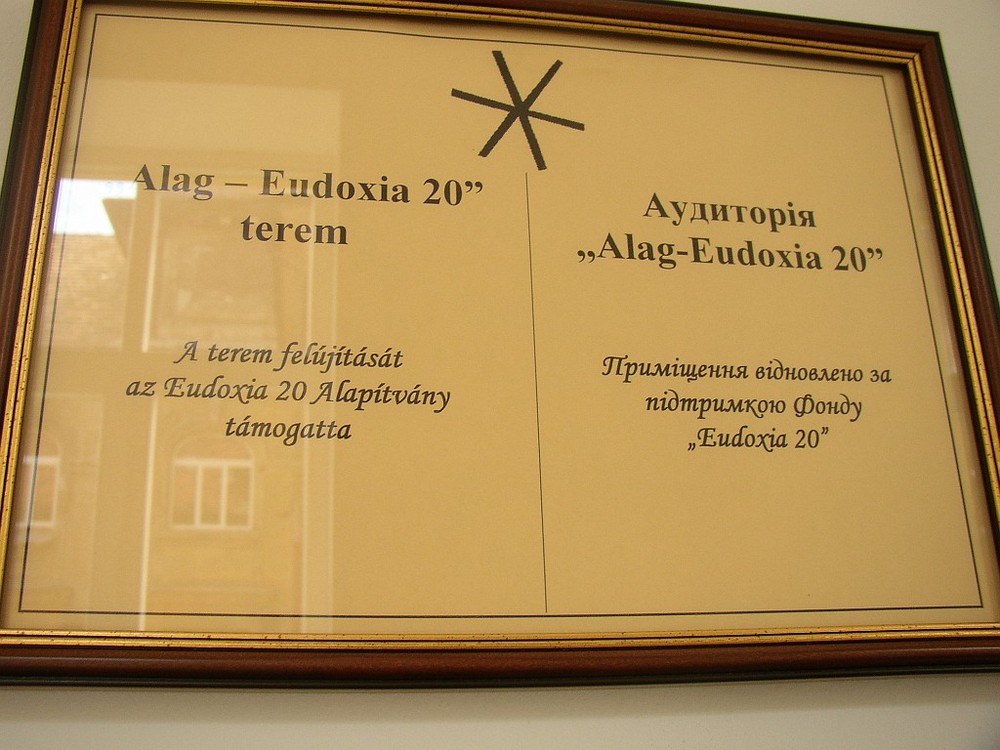 Alag – Eudoxia 20”
terem
A terem felújítását
az Eudoxia 20 Alapítvány
támogatta
Аудиторія
„Alag-Eudoxia 20”
Приміщення відновлено за
підтримкою Фонду
„Eudoxia 20”